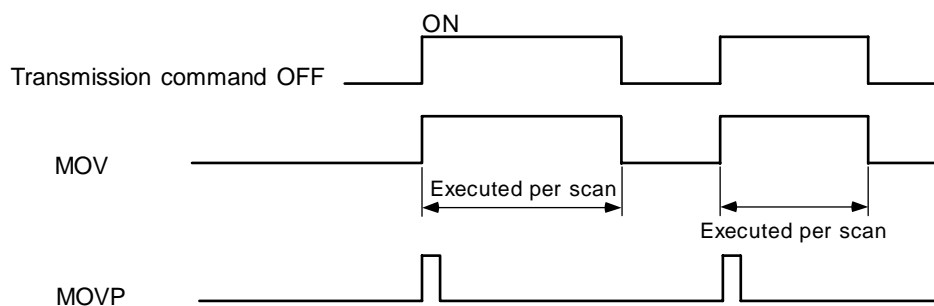 ON
Transmission command OFF
MOV
Executed per scan
Executed per scan
MOVP